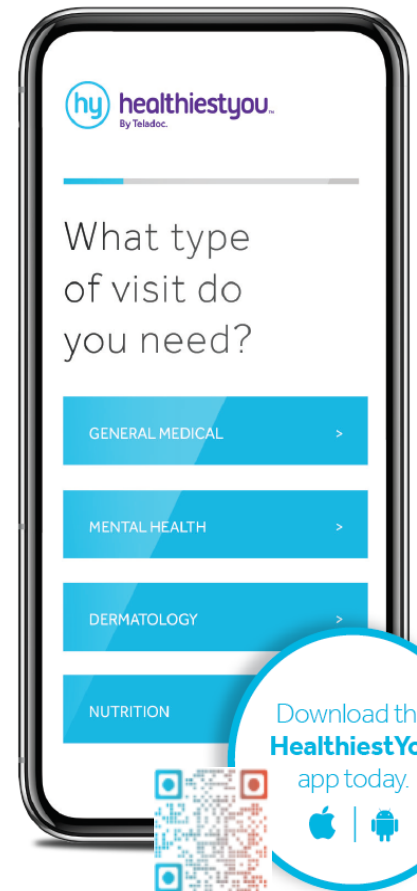 hy healthiestyou™
By Teladoc.
What type
of visit do
you need?
GENERAL MEDICAL >
MENTAL HEALTH >
DERMATOLOGY >
NUTRITION
Download th
HealthiestYo
app today.